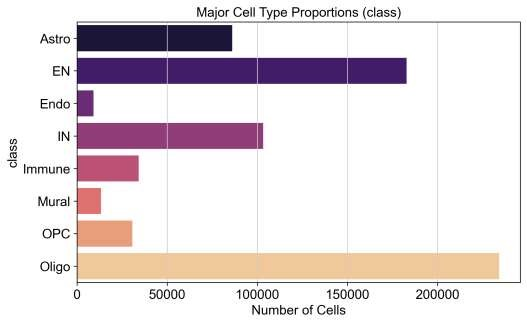 Major Cell Type Proportions (class)
class
Astro
EN
Endo
IN
Immune
Mural
OPC
Oligo
0 50000 100000 150000 200000
Number of Cells